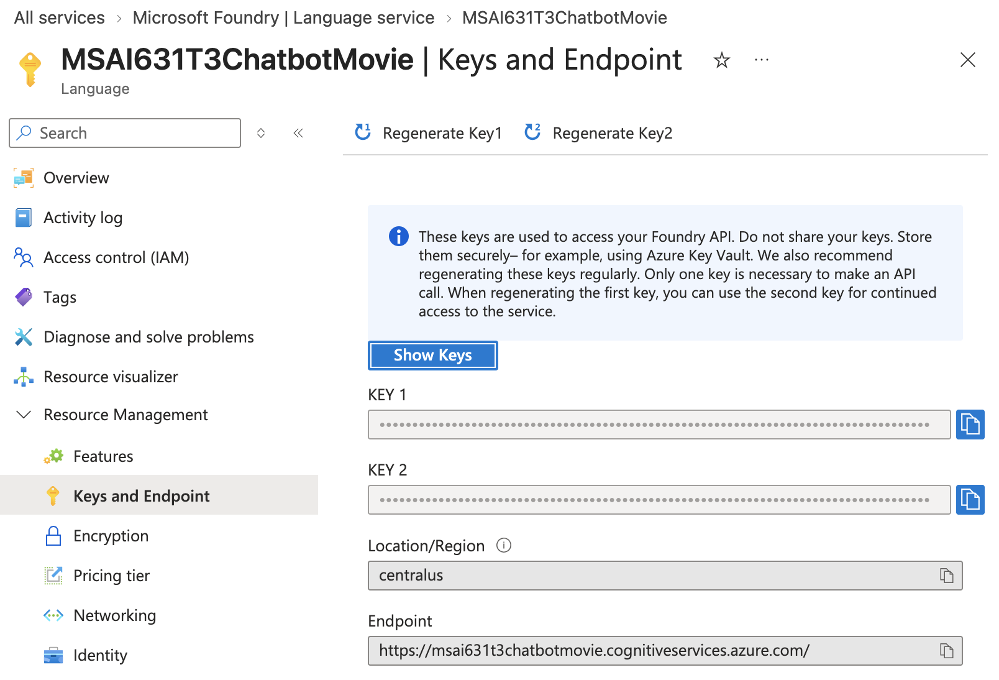 All services > Microsoft Foundry | Language service > MSAI631T3ChatbotMovie
MSAI631T3ChatbotMovie | Keys and Endpoint
Language
Search
Regenerate Key1
Regenerate Key2
Overview
Activity log
Access control (IAM)
Tags
Diagnose and solve problems
Resource visualizer
Resource Management
Features
Keys and Endpoint
Encryption
Pricing tier
Networking
Identity
These keys are used to access your Foundry API. Do not share your keys. Store
them securely– for example, using Azure Key Vault. We also recommend
regenerating these keys regularly. Only one key is necessary to make an API
call. When regenerating the first key, you can use the second key for continued
access to the service.
Show Keys
KEY 1
KEY 2
Location/Region
centralus
Endpoint
https://msai631t3chatbotmovie.cognitiveservices.azure.com/